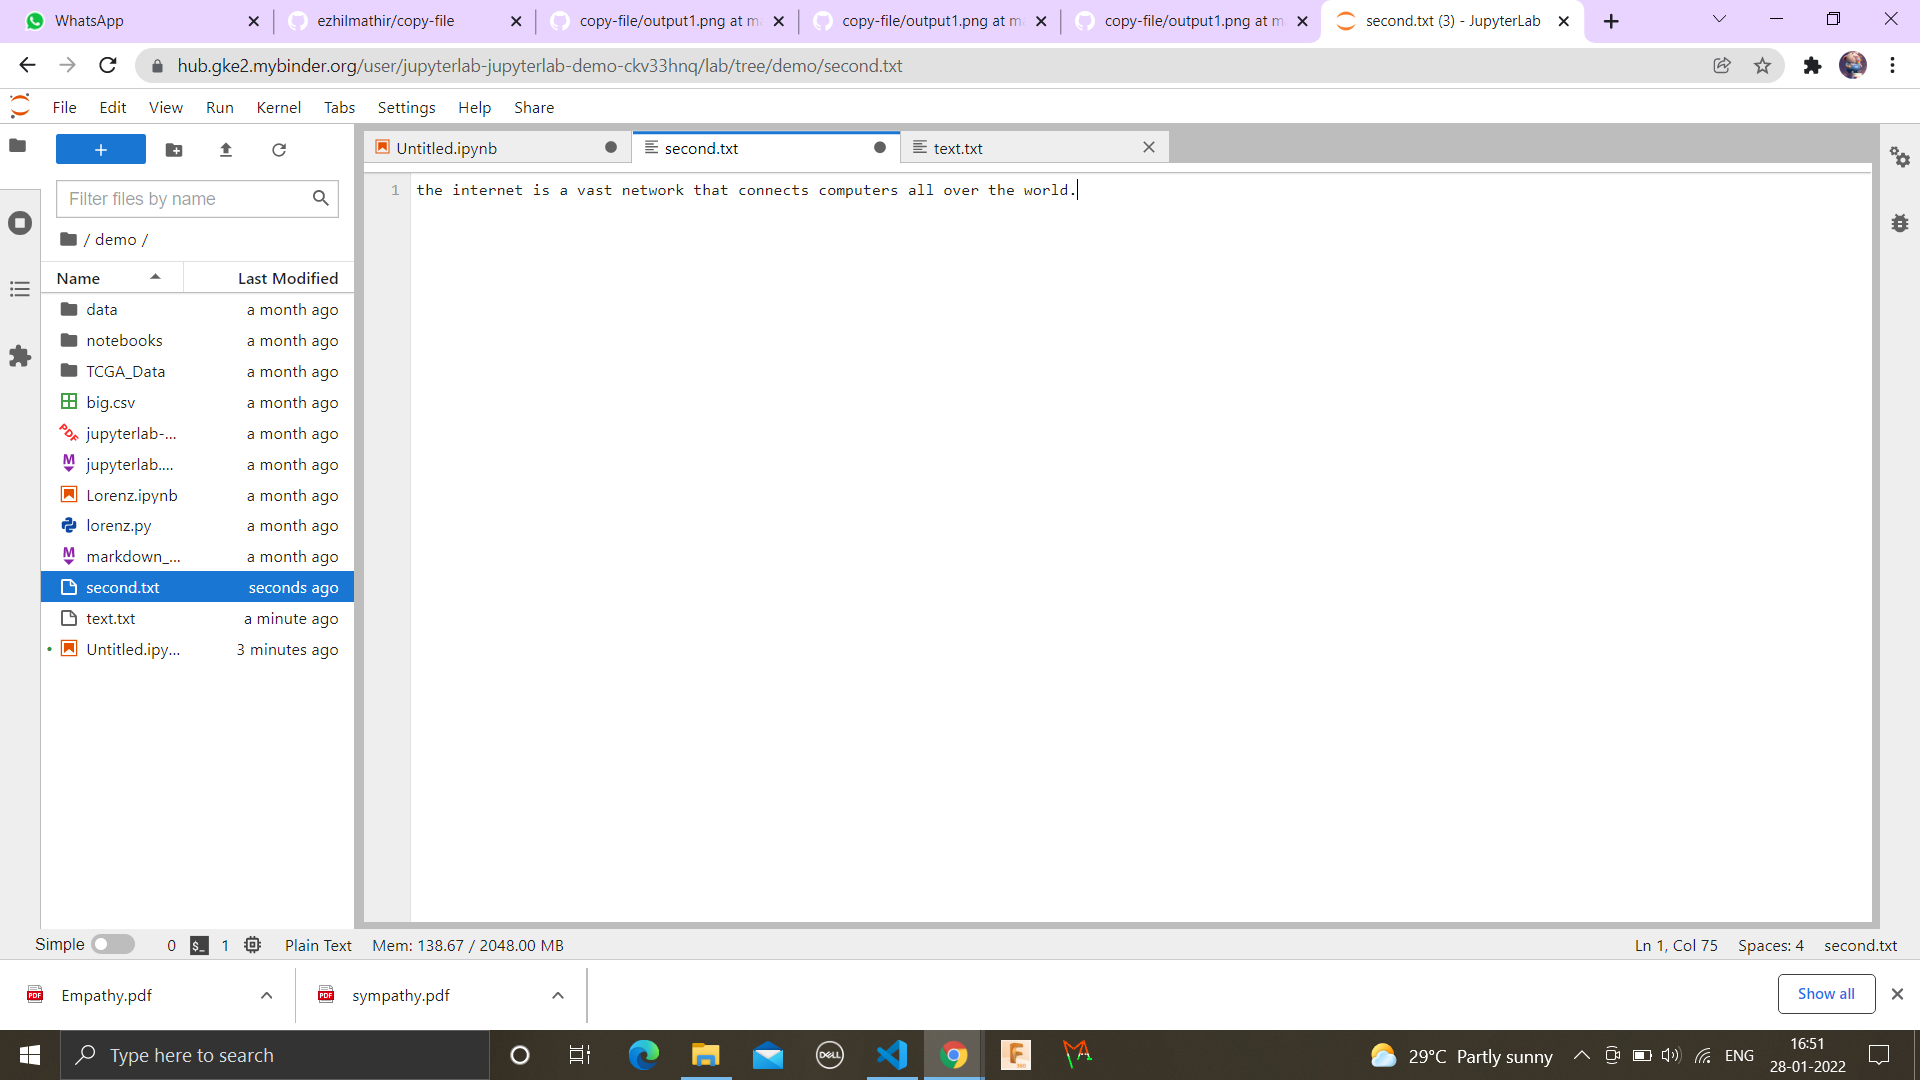 WhatsApp
ezhilmathir/copy-file
copy-file/output1.png at ma
copy-file/output1.png at ma
copy-file/output1.png at m
second.txt (3) - JupyterLab
hub.gke2.mybinder.org/user/jupyterlab-jupyterlab-demo-ckv33hnq/lab/tree/demo/second.txt
File Edit View Run Kernel Tabs Settings Help Share
+
Untitled.ipynb
second.txt
text.txt
Filter files by name
1 the internet is a vast network that connects computers all over the world.
/ demo /
Name Last Modified
data a month ago
notebooks a month ago
TCGA_Data a month ago
big.csv a month ago
PDF jupyterlab-... a month ago
M jupyterlab.... a month ago
Lorenz.ipynb a month ago
lorenz.py a month ago
M markdown_... a month ago
second.txt seconds ago
text.txt a minute ago
Untitled.ipy... 3 minutes ago
Simple 0 $_ 1 Plain Text Mem: 138.67 / 2048.00 MB Ln 1, Col 75 Spaces: 4 second.txt
PDF Empathy.pdf
PDF sympathy.pdf
Show all
Type here to search
DELL
F
29°C Partly sunny
ENG
16:51
28-01-2022